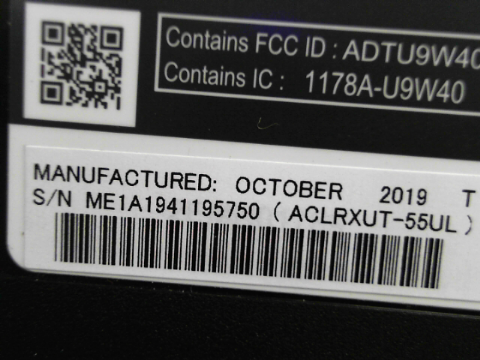 Contains FCC ID : ADTU9W40
Contains IC : 1178A-U9W40
MANUFACTURED: OCTOBER 2019 T
S/N ME1A1941195750 ( ACLRXUT-55UL )